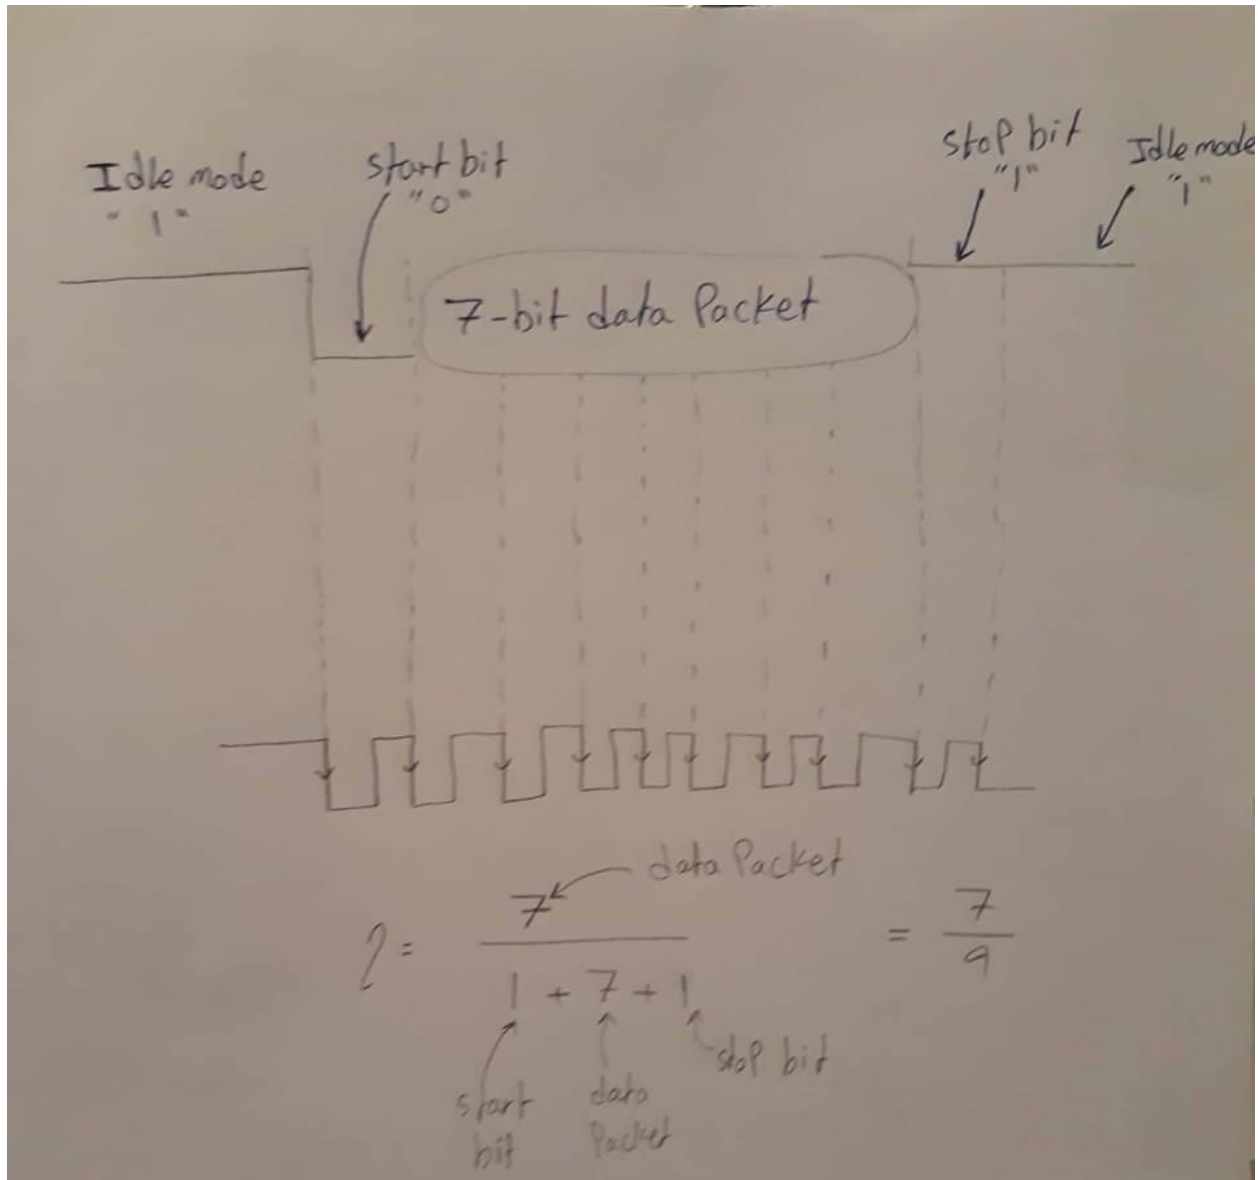 Idle mode
"1"
start bit
"0"
stop bit
"1"
Idle mode
"1"
7-bit data Packet
data Packet
η = 7 / 1 + 7 + 1 = 7 / 9
start
bit
data
Packet
stop bit